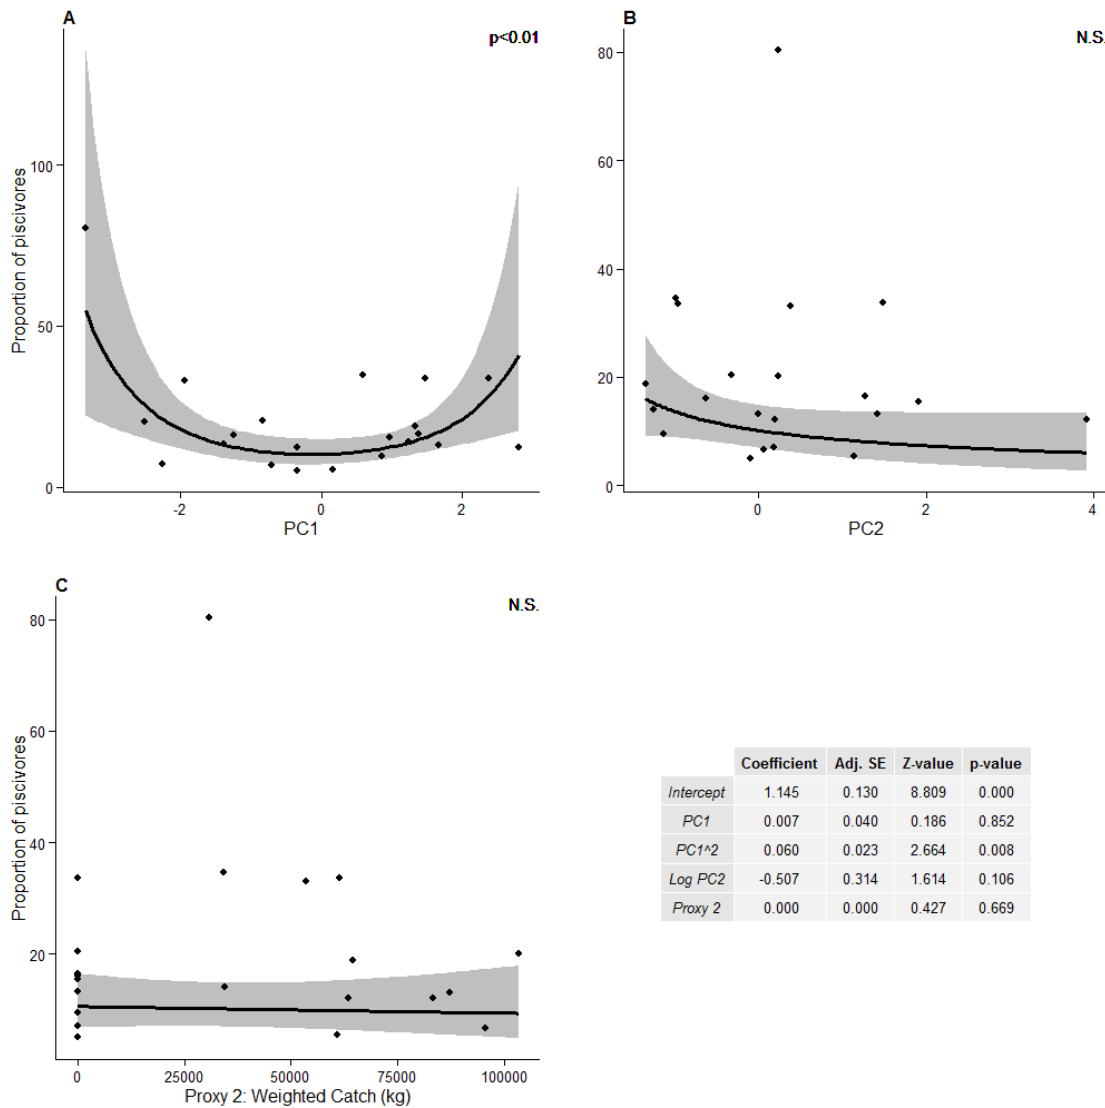 A
p<0.01
Proportion of piscivores
100
50
0
-2
0
2
PC1
B
N.S.
80
60
40
20
0
0
2
4
PC2
C
N.S.
Proportion of piscivores
80
60
40
20
0
25000
50000
75000
100000
Proxy 2: Weighted Catch (kg)
Coefficient Adj. SE Z-value p-value
Intercept 1.145 0.130 8.809 0.000
PC1 0.007 0.040 0.186 0.852
PC1^2 0.060 0.023 2.664 0.008
Log PC2 -0.507 0.314 1.614 0.106
Proxy 2 0.000 0.000 0.427 0.669